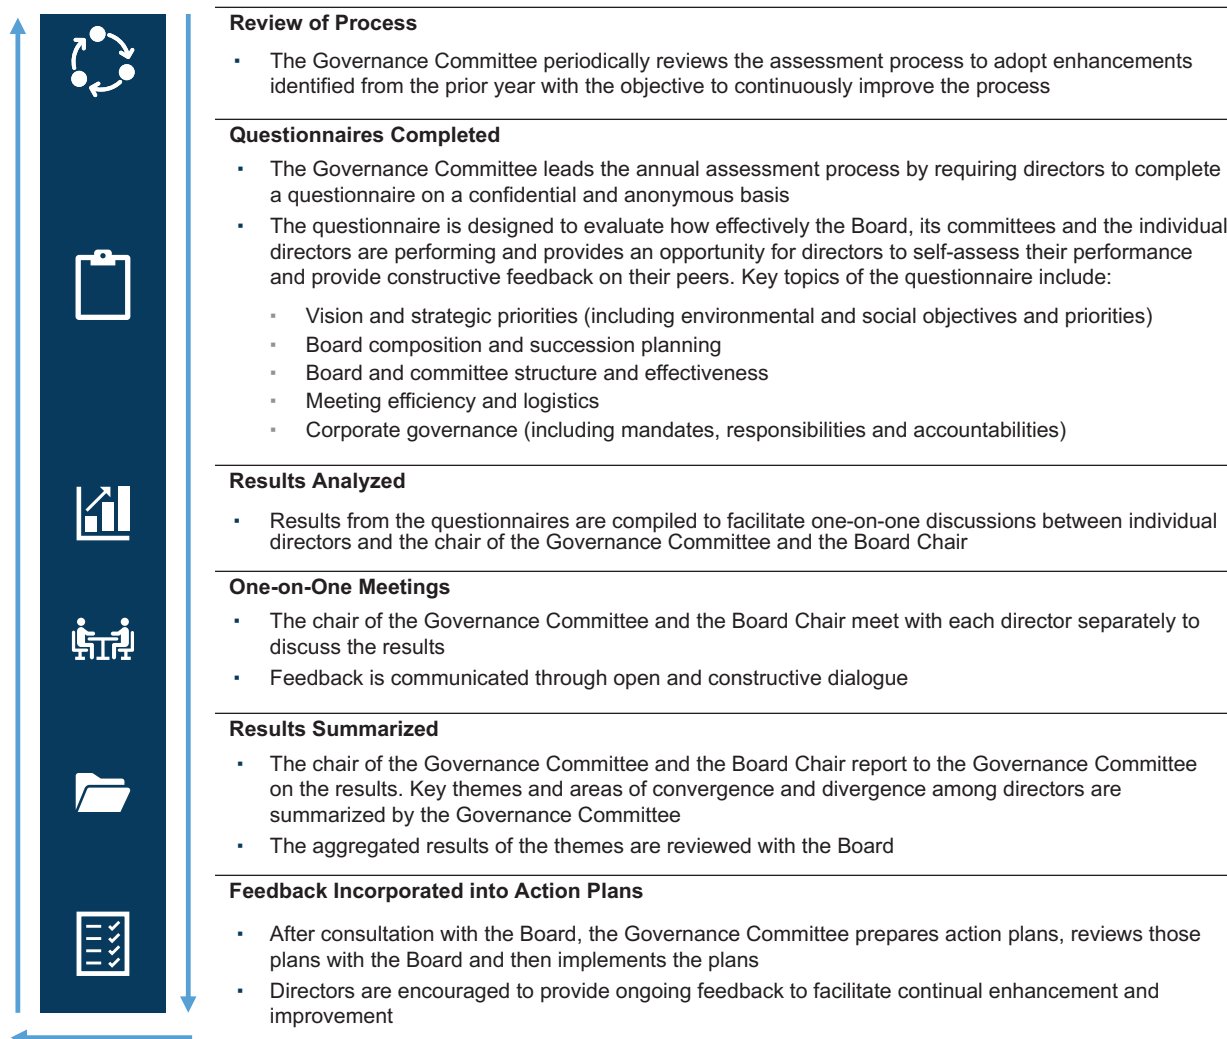 Review of Process
▪ The Governance Committee periodically reviews the assessment process to adopt enhancements
identified from the prior year with the objective to continuously improve the process
Questionnaires Completed
▪ The Governance Committee leads the annual assessment process by requiring directors to complete
a questionnaire on a confidential and anonymous basis
▪ The questionnaire is designed to evaluate how effectively the Board, its committees and the individual
directors are performing and provides an opportunity for directors to self-assess their performance
and provide constructive feedback on their peers. Key topics of the questionnaire include:
▪ Vision and strategic priorities (including environmental and social objectives and priorities)
▪ Board composition and succession planning
▪ Board and committee structure and effectiveness
▪ Meeting efficiency and logistics
▪ Corporate governance (including mandates, responsibilities and accountabilities)
Results Analyzed
▪ Results from the questionnaires are compiled to facilitate one-on-one discussions between individual
directors and the chair of the Governance Committee and the Board Chair
One-on-One Meetings
▪ The chair of the Governance Committee and the Board Chair meet with each director separately to
discuss the results
▪ Feedback is communicated through open and constructive dialogue
Results Summarized
▪ The chair of the Governance Committee and the Board Chair report to the Governance Committee
on the results. Key themes and areas of convergence and divergence among directors are
summarized by the Governance Committee
▪ The aggregated results of the themes are reviewed with the Board
Feedback Incorporated into Action Plans
▪ After consultation with the Board, the Governance Committee prepares action plans, reviews those
plans with the Board and then implements the plans
▪ Directors are encouraged to provide ongoing feedback to facilitate continual enhancement and
improvement